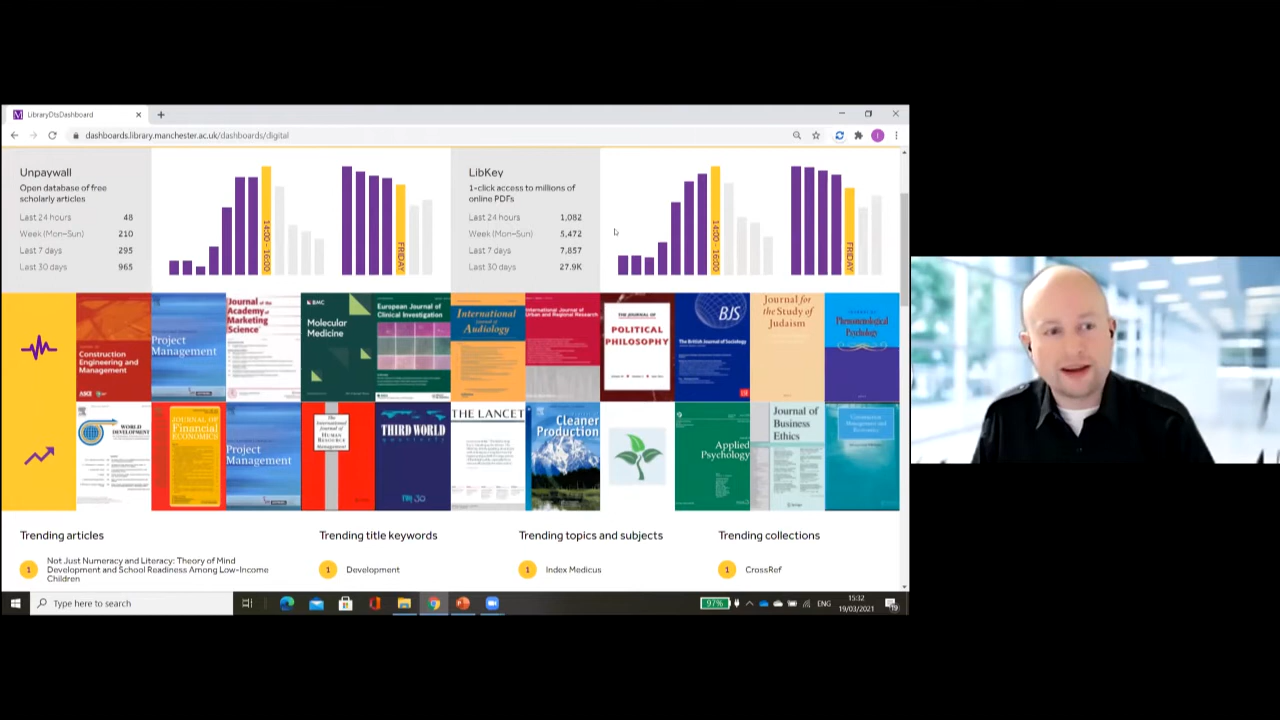 LibraryDtsDashboard
dashboards.library.manchester.ac.uk/dashboards/digital
Unpaywall
Open database of free
scholarly articles
Last 24 hours 48
Week (Mon-Sun) 210
Last 7 days 295
Last 30 days 965
14:00 - 16:00
FRIDAY
LibKey
1-click access to millions of
online PDFs
Last 24 hours 1,082
Week (Mon-Sun) 5,472
Last 7 days 7,857
Last 30 days 27.9K
14:00 - 16:00
FRIDAY
Construction
Engineering and
Management
ASCE
Project
Management
Journal of the
Academy of
Marketing
Science
BMC
Molecular
Medicine
European Journal of
Clinical Investigation
International
Journal of
Audiology
International Journal of
Urban and Regional Research
THE JOURNAL OF
POLITICAL
PHILOSOPHY
BJS
The British Journal of Sociology
Journal for
the Study of
Judaism
Phenomenological
Psychology
WORLD
DEVELOPMENT
JOURNAL OF
Financial
ECONOMICS
Project
Management
The
International
Journal of
HUMAN
RESOURCE
Management
THIRD WORLD
quarterly
THE LANCET
Cleaner
Production
Applied
Psychology
Journal of
Business
Ethics
Trending articles
1 Not Just Numeracy and Literacy: Theory of Mind
Development and School Readiness Among Low-Income
Children
Trending title keywords
1 Development
Trending topics and subjects
1 Index Medicus
Trending collections
1 CrossRef
Type here to search
97%
ENG
15:32
19/03/2021